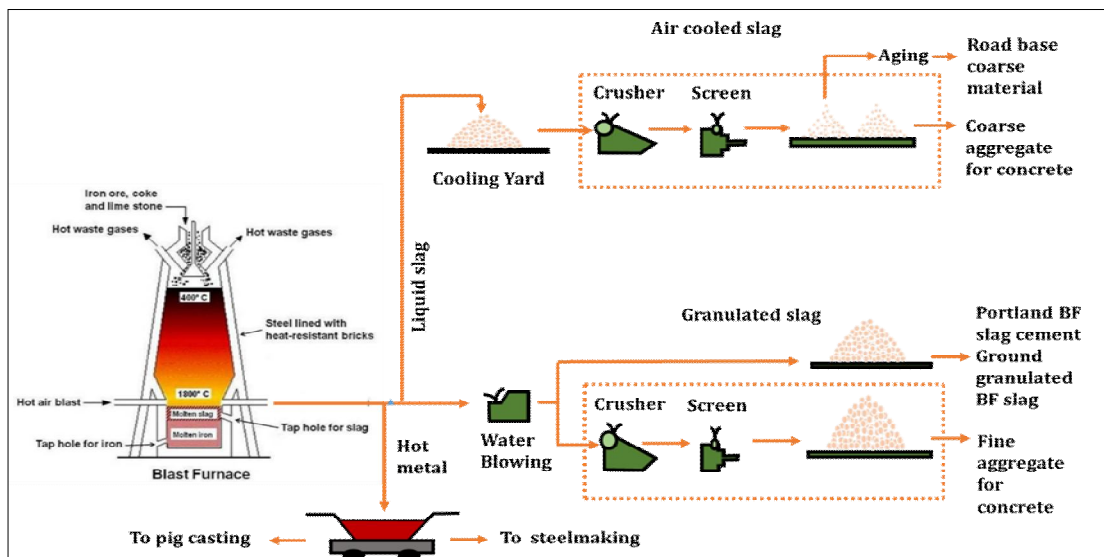 Air cooled slag
Aging
Road base
coarse
material
Crusher
Screen
Coarse
aggregate
for concrete
Cooling Yard
Liquid slag
Iron ore, coke
and lime stone
Hot waste gases
Hot waste gases
400° C
Steel lined with
heat-resistant bricks
1800° C
Hot air blast
Molten slag
Tap hole for slag
Tap hole for iron
Molten iron
Blast Furnace
Granulated slag
Portland BF
slag cement
Ground
granulated
BF slag
Crusher
Screen
Water
Blowing
Fine
aggregate
for
concrete
Hot
metal
To pig casting
To steelmaking